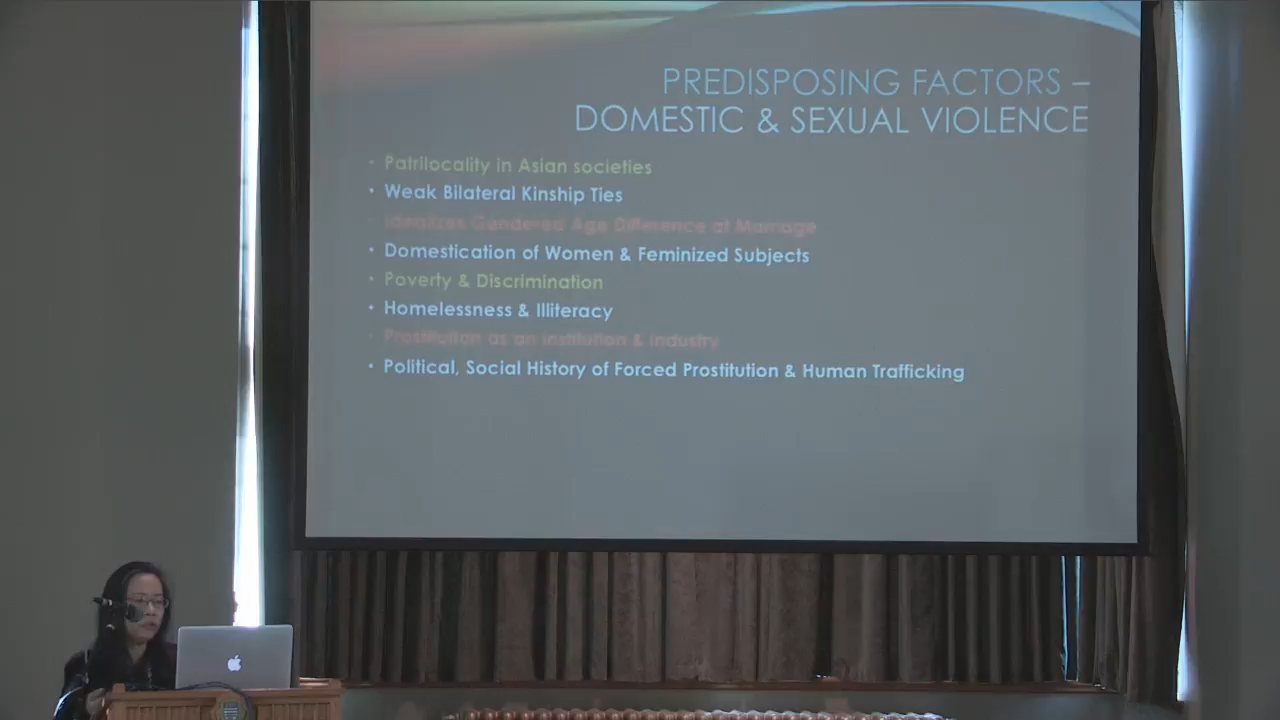 PREDISPOSING FACTORS –
DOMESTIC & SEXUAL VIOLENCE
• Patrilocality in Asian societies
• Weak Bilateral Kinship Ties
• Idealizes Gendered Age Difference at Marriage
• Domestication of Women & Feminized Subjects
• Poverty & Discrimination
• Homelessness & Illiteracy
• Prostitution as an Institution & Industry
• Political, Social History of Forced Prostitution & Human Trafficking